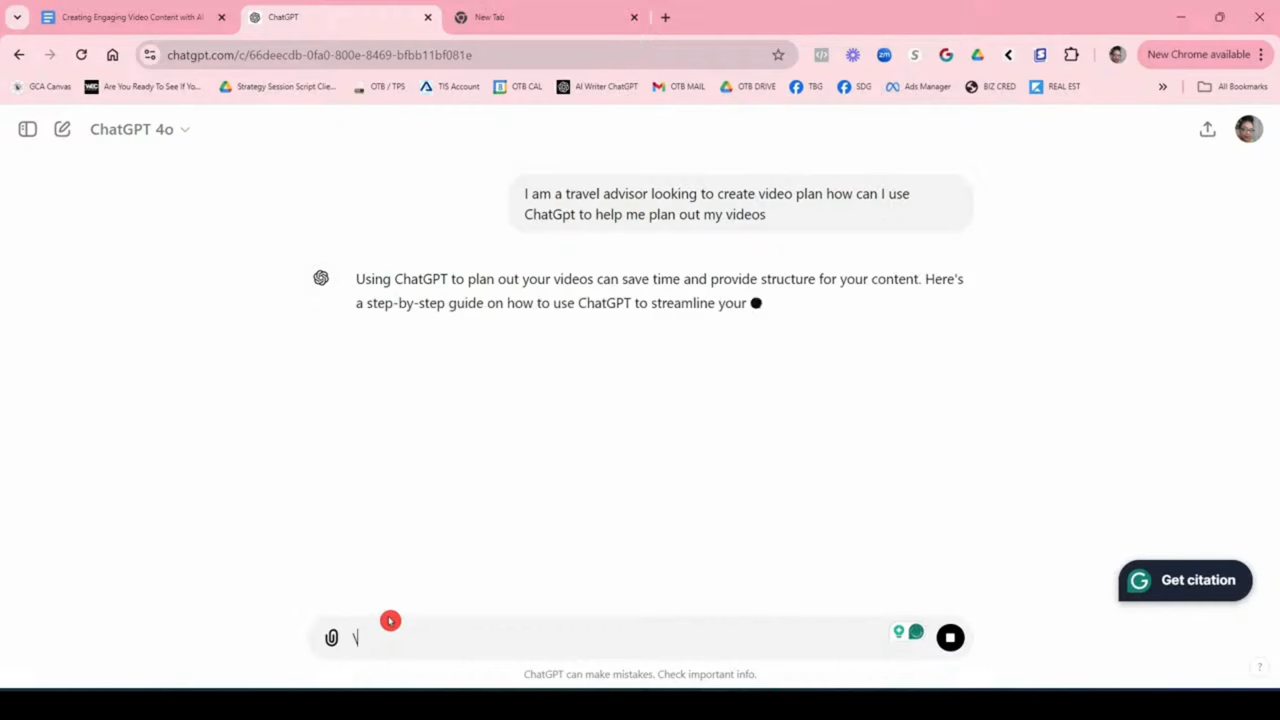 Creating Engaging Video Content with AI
ChatGPT
New Tab
chatgpt.com/c/66deecdb-0fa0-800e-8469-bfbb11bf081e
New Chrome available
GCA Canvas
Are You Ready To See If Yo...
Strategy Session Script Clie...
OTB / TPS
TIS Account
OTB CAL
AI Writer ChatGPT
OTB MAIL
OTB DRIVE
TBG
SDG
Ads Manager
BIZ CRED
REAL EST
All Bookmarks
ChatGPT 4o
I am a travel advisor looking to create video plan how can I use
ChatGpt to help me plan out my videos
Using ChatGPT to plan out your videos can save time and provide structure for your content. Here's
a step-by-step guide on how to use ChatGPT to streamline your
Get citation
\
ChatGPT can make mistakes. Check important info.
?